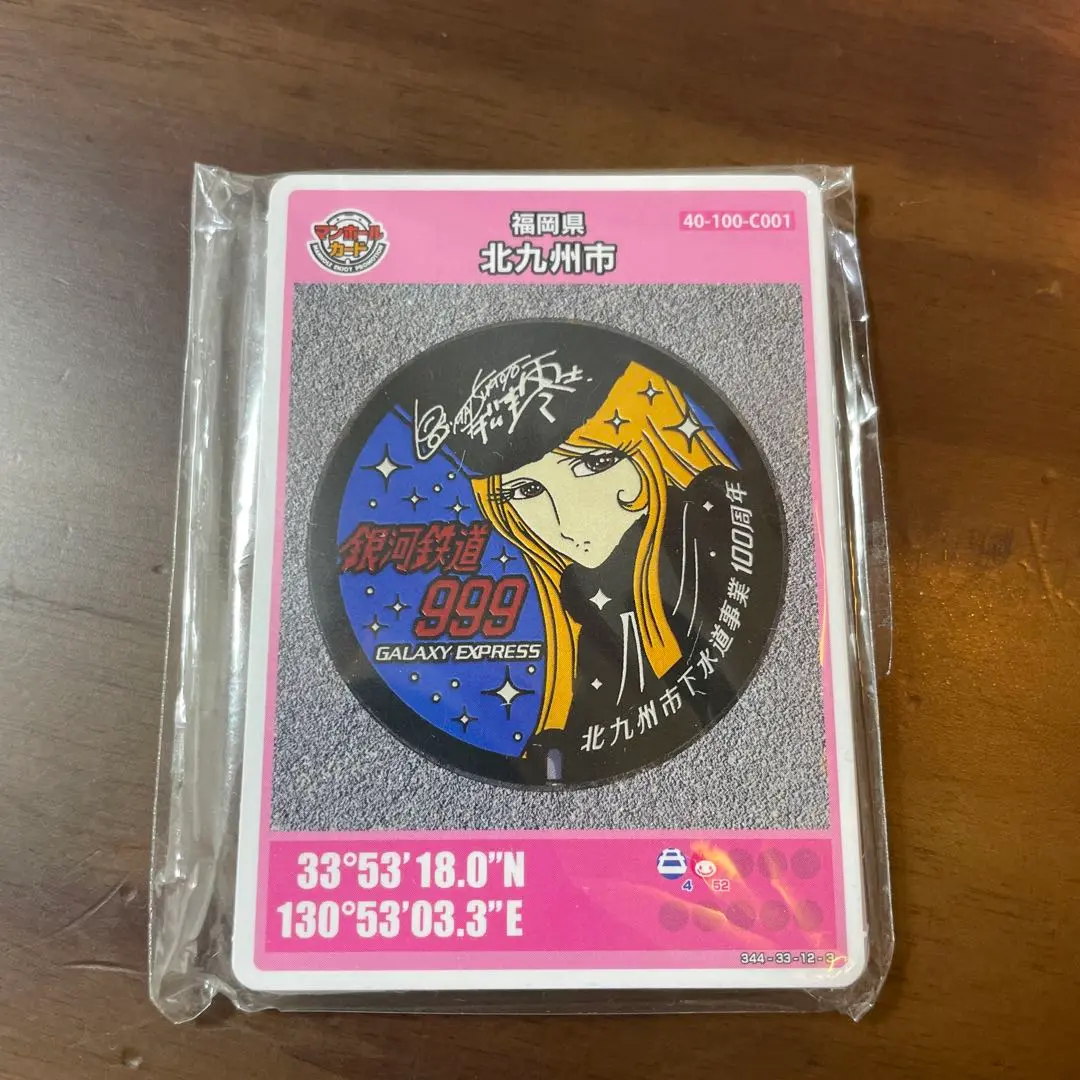 マンホール
カード
MANHOLE ENJOY PROMOTION
福岡県
北九州市
40-100-C001
松本零士
銀河鉄道
999
GALAXY EXPRESS
北九州市下水道事業100周年
33°53'18.0"N
130°53'03.3"E
4
52
344-33-12-3